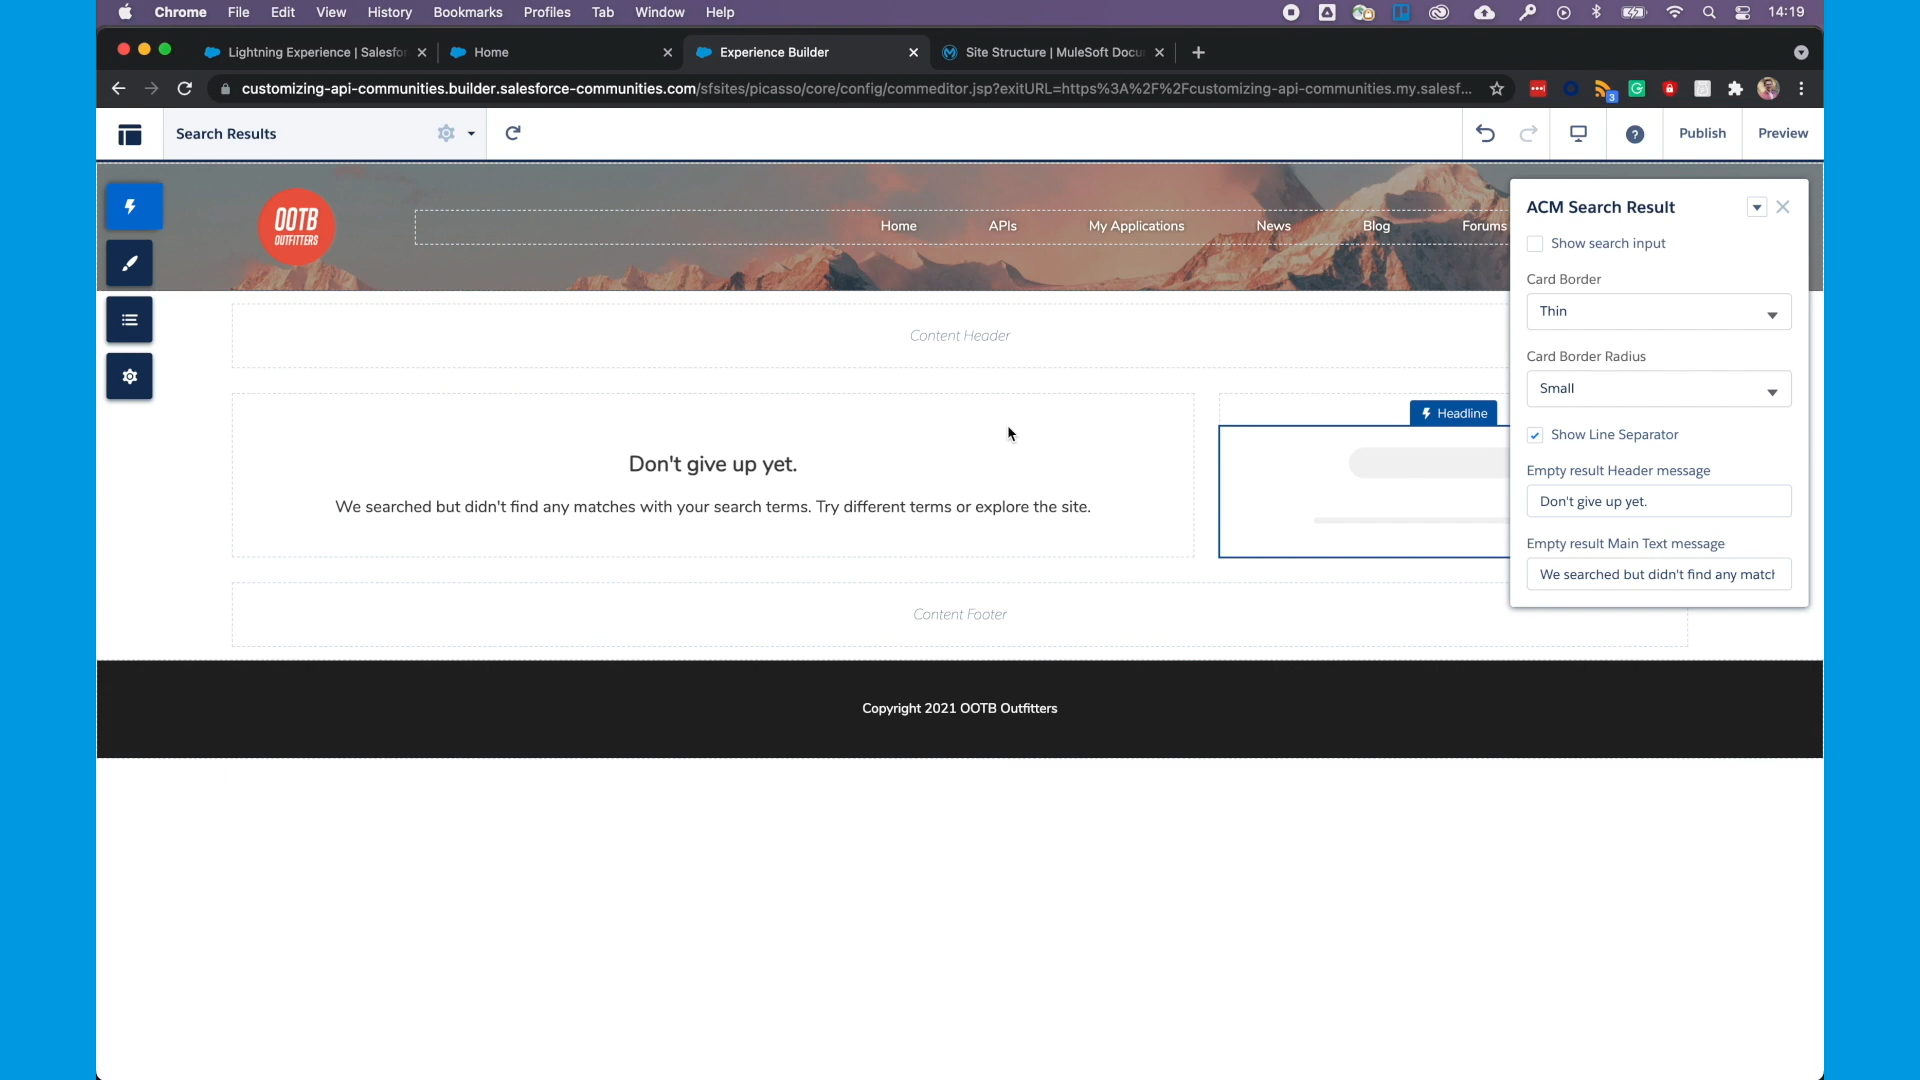 Chrome File Edit View History Bookmarks Profiles Tab Window Help 14:19
Lightning Experience | Salesfor Home Experience Builder Site Structure | MuleSoft Docu
customizing-api-communities.builder.salesforce-communities.com/sfsites/picasso/core/config/commeditor.jsp?exitURL=https%3A%2F%2Fcustomizing-api-communities.my.salesf... 3
Search Results Publish Preview
OOTB
OUTFITTERS
Home APIs My Applications News Blog Forums
Content Header
Don't give up yet.
We searched but didn't find any matches with your search terms. Try different terms or explore the site.
Headline
Content Footer
Copyright 2021 OOTB Outfitters
ACM Search Result
Show search input
Card Border
Thin
Card Border Radius
Small
Show Line Separator
Empty result Header message
Don't give up yet.
Empty result Main Text message
We searched but didn't find any match